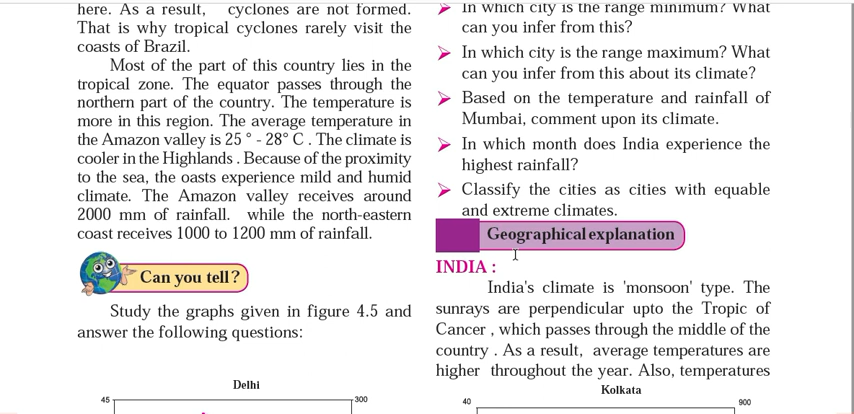 here. As a result, cyclones are not formed.
That is why tropical cyclones rarely visit the
coasts of Brazil.
Most of the part of this country lies in the
tropical zone. The equator passes through the
northern part of the country. The temperature is
more in this region. The average temperature in
the Amazon valley is 25 ° - 28° C . The climate is
cooler in the Highlands . Because of the proximity
to the sea, the oasts experience mild and humid
climate. The Amazon valley receives around
2000 mm of rainfall. while the north-eastern
coast receives 1000 to 1200 mm of rainfall.
Can you tell?
Study the graphs given in figure 4.5 and
answer the following questions:
Delhi
45
300
➤ In which city is the range minimum? What
can you infer from this?
➤ In which city is the range maximum? What
can you infer from this about its climate?
➤ Based on the temperature and rainfall of
Mumbai, comment upon its climate.
➤ In which month does India experience the
highest rainfall?
➤ Classify the cities as cities with equable
and extreme climates.
Geographical explanation
INDIA :
India's climate is 'monsoon' type. The
sunrays are perpendicular upto the Tropic of
Cancer , which passes through the middle of the
country . As a result, average temperatures are
higher throughout the year. Also, temperatures
Kolkata
40
900